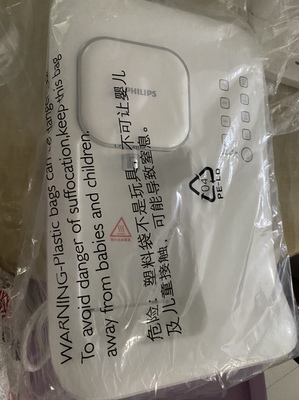 PHILIPS
WARNING-Plastic bags can be dangerous.
To avoid danger of suffocation,keep this bag
away from babies and children.
危险：塑料袋不是玩具，不可让婴儿
及儿童接触，可能导致窒息。
04
PE-LD